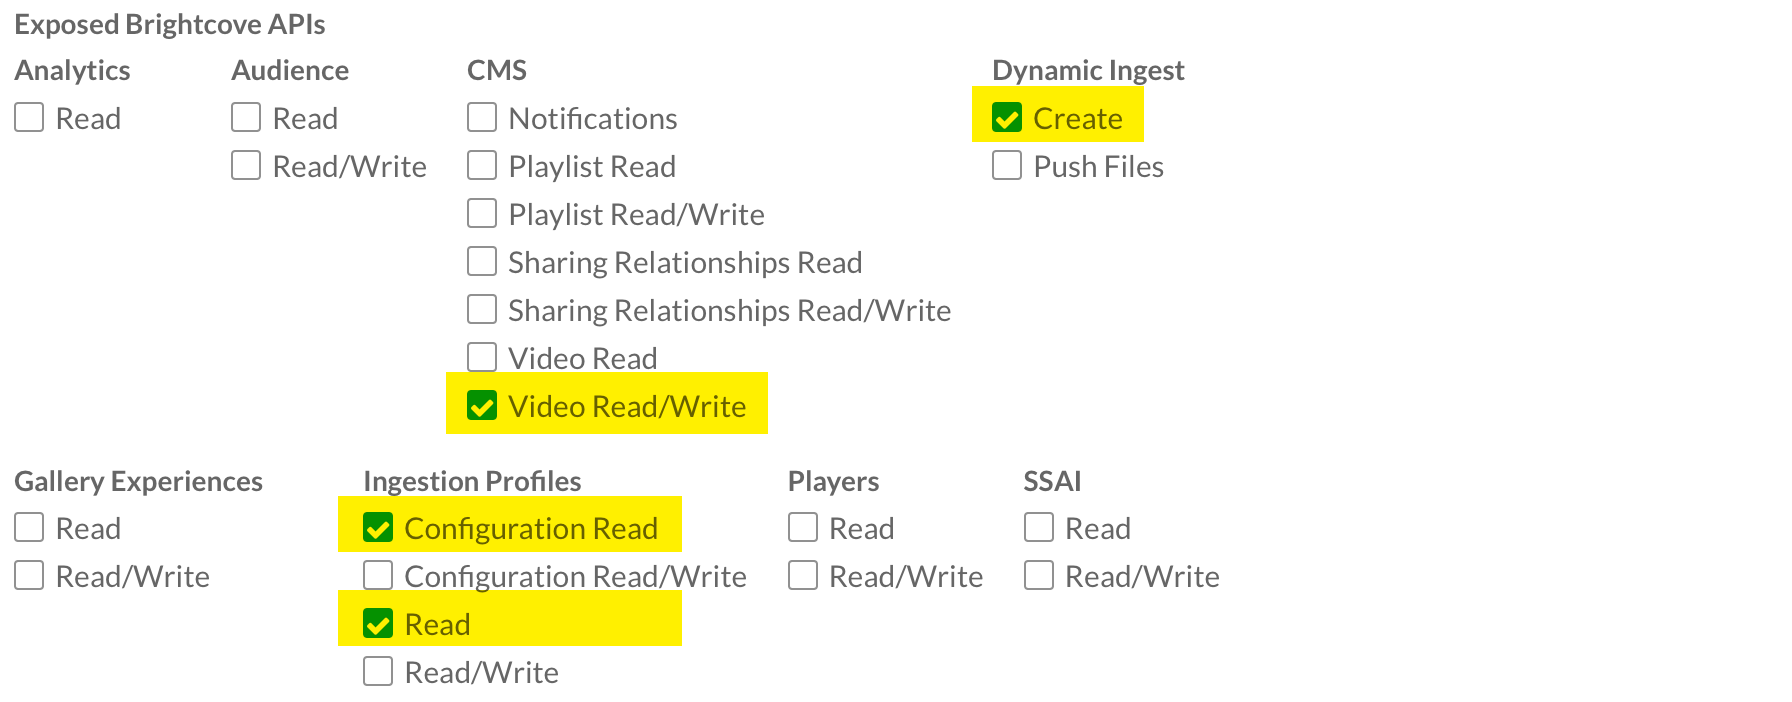 Exposed Brightcove APIs
Analytics Audience CMS Dynamic Ingest
Read Read Notifications Create
Read/Write Playlist Read Push Files
Playlist Read/Write
Sharing Relationships Read
Sharing Relationships Read/Write
Video Read
Video Read/Write
Gallery Experiences Ingestion Profiles Players SSAI
Read Configuration Read Read Read
Read/Write Configuration Read/Write Read/Write Read/Write
Read
Read/Write